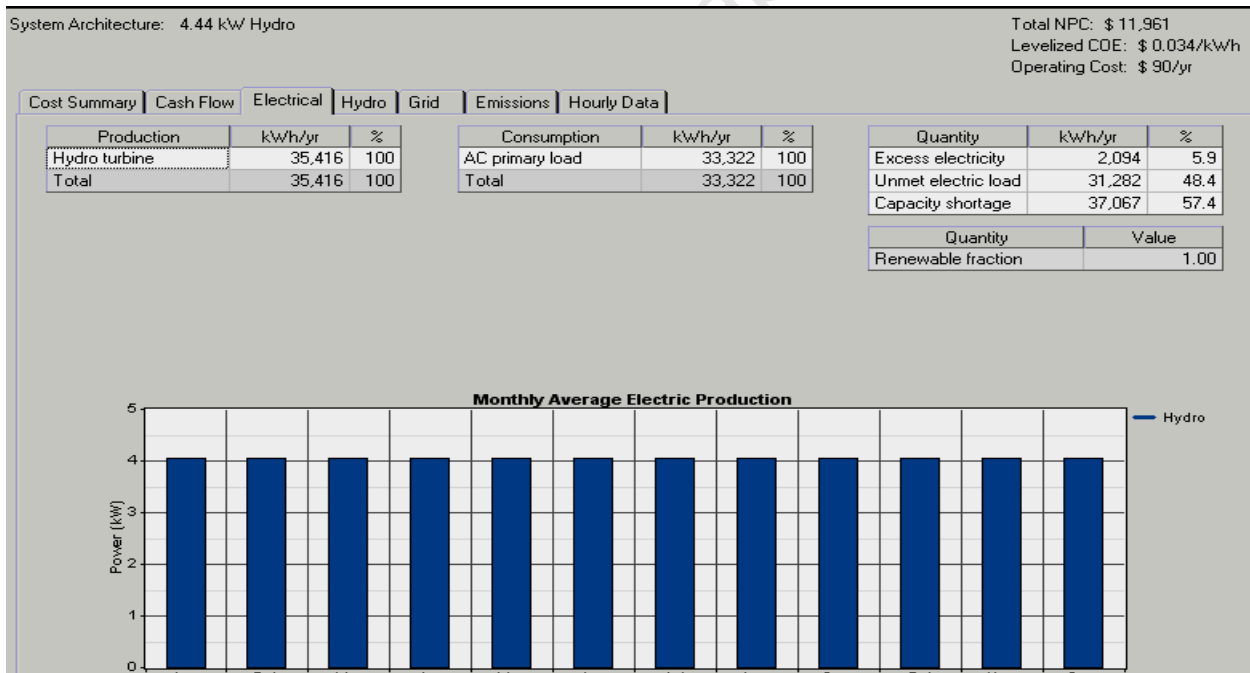 System Architecture: 4.44 kW Hydro
Total NPC: $ 11,961
Levelized COE: $ 0.034/kWh
Operating Cost: $ 90/yr
Cost Summary Cash Flow Electrical Hydro Grid Emissions Hourly Data
Production kWh/yr % Consumption kWh/yr % Quantity kWh/yr %
Hydro turbine 35,416 100 AC primary load 33,322 100 Excess electricity 2,094 5.9
Total 35,416 100 Total 33,322 100 Unmet electric load 31,282 48.4
Capacity shortage 37,067 57.4
Quantity Value
Renewable fraction 1.00
Monthly Average Electric Production
Hydro
5
4
3
2
1
0
Power (kW)